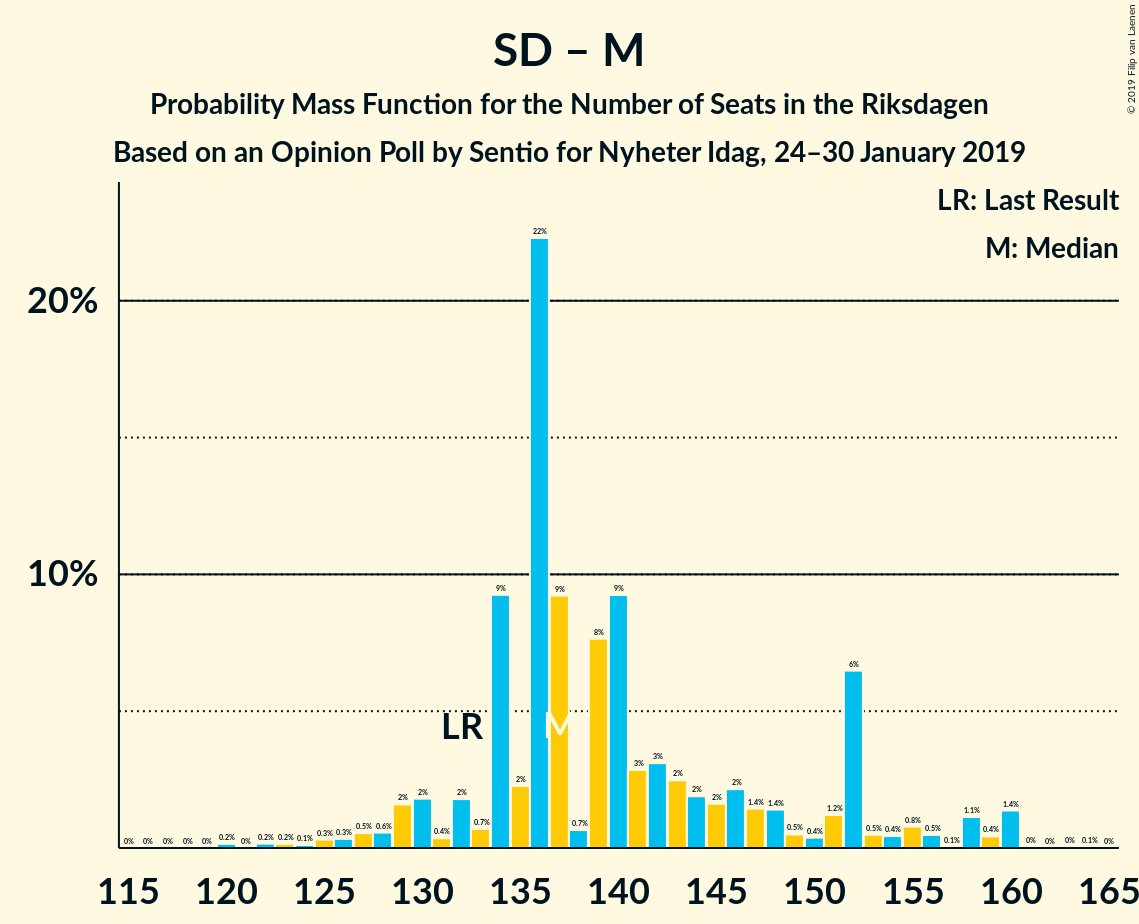 SD – M
Probability Mass Function for the Number of Seats in the Riksdagen
Based on an Opinion Poll by Sentio for Nyheter Idag, 24–30 January 2019
© 2019 Filip van Laenen
LR: Last Result
M: Median
20%
10%
0% 0% 0% 0% 0% 0.2% 0% 0.2% 0.2% 0.1% 0.3% 0.3% 0.5% 0.6% 2% 2% 0.4% 2% 0.7% 9% 2% 22% 9% 0.7% 8% 9% 3% 3% 2% 2% 2% 2% 1.4% 1.4% 0.5% 0.4% 1.2% 6% 0.5% 0.4% 0.8% 0.5% 0.1% 1.1% 0.4% 1.4% 0% 0% 0% 0.1% 0%
LR M
115 120 125 130 135 140 145 150 155 160 165